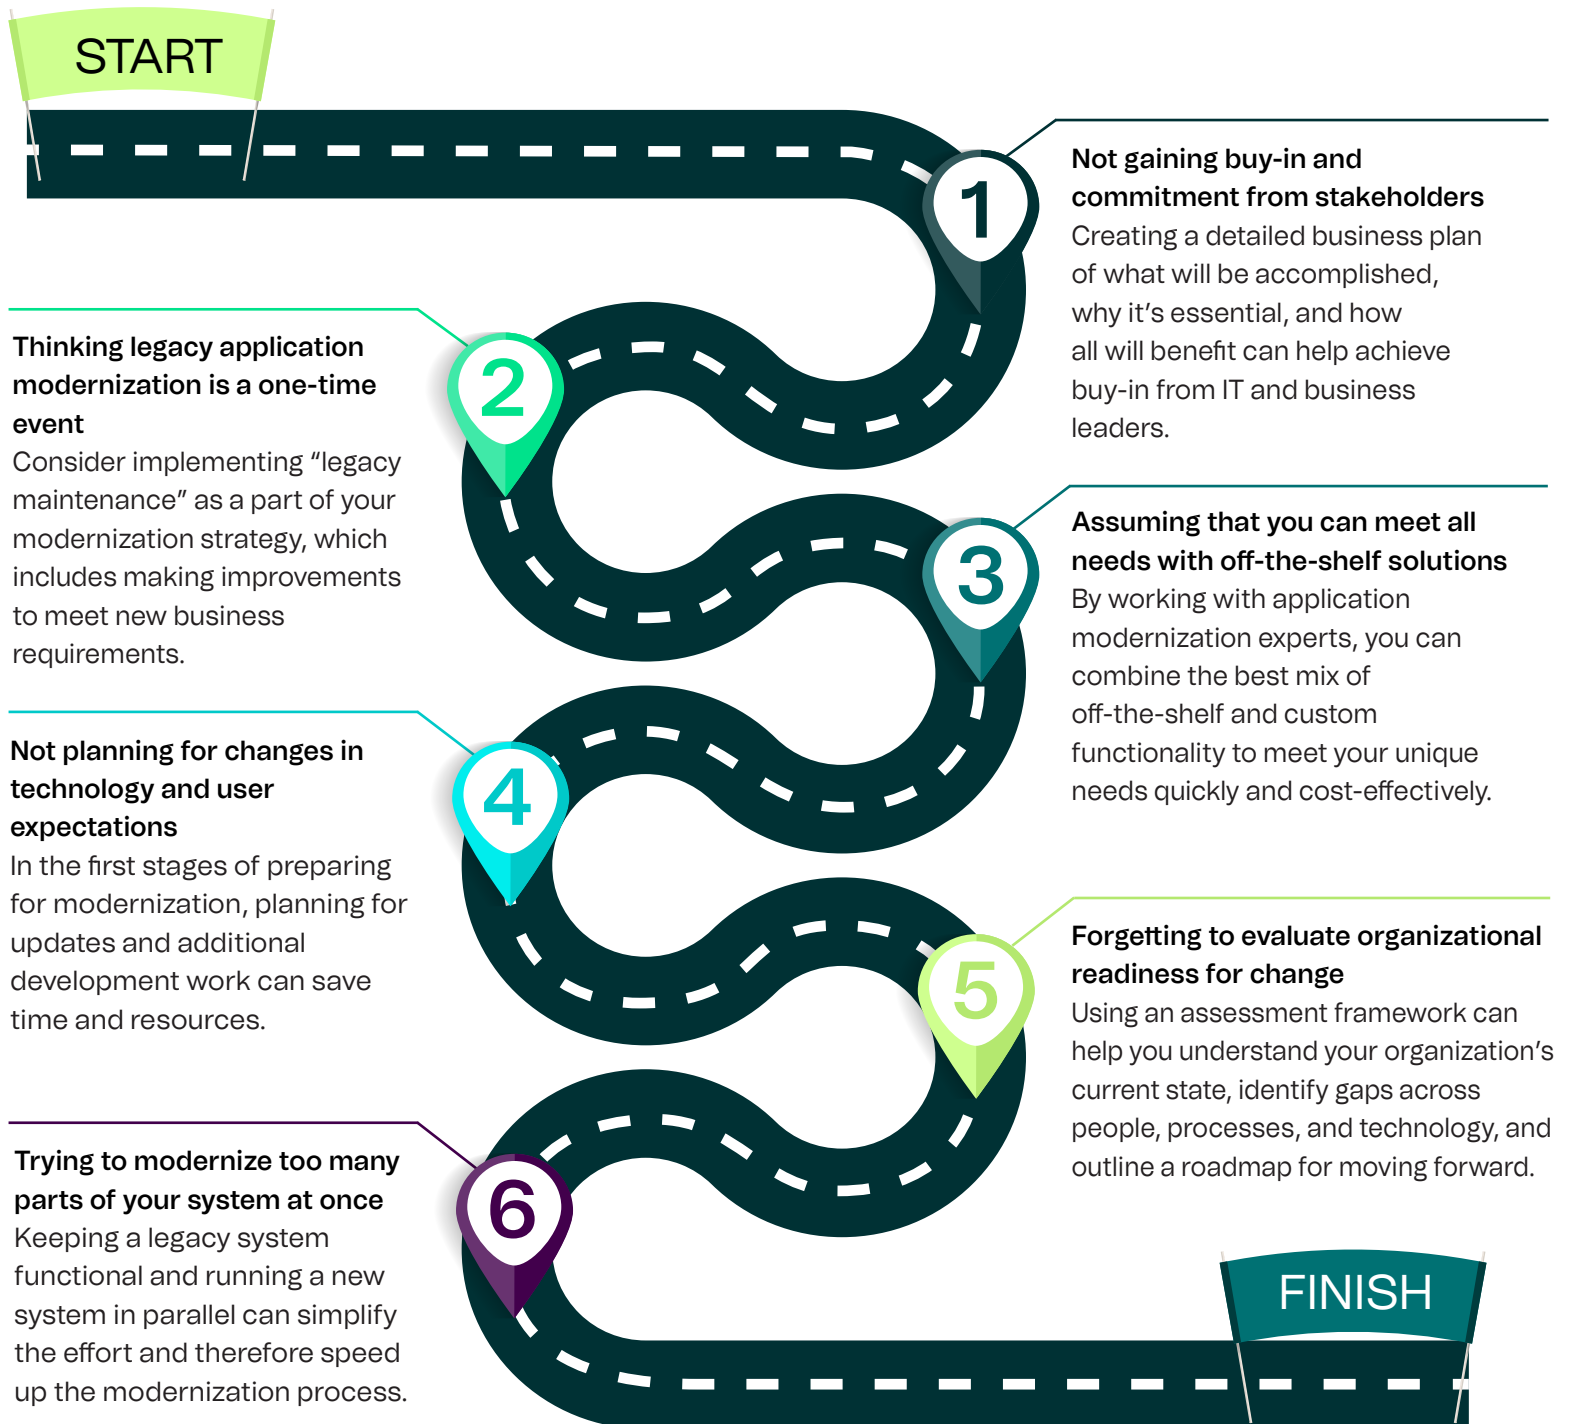 START
1
Not gaining buy-in and
commitment from stakeholders
Creating a detailed business plan
of what will be accomplished,
why it’s essential, and how
all will benefit can help achieve
buy-in from IT and business
leaders.
2
Thinking legacy application
modernization is a one-time
event
Consider implementing “legacy
maintenance” as a part of your
modernization strategy, which
includes making improvements
to meet new business
requirements.
3
Assuming that you can meet all
needs with off-the-shelf solutions
By working with application
modernization experts, you can
combine the best mix of
off-the-shelf and custom
functionality to meet your unique
needs quickly and cost-effectively.
4
Not planning for changes in
technology and user
expectations
In the first stages of preparing
for modernization, planning for
updates and additional
development work can save
time and resources.
5
Forgetting to evaluate organizational
readiness for change
Using an assessment framework can
help you understand your organization’s
current state, identify gaps across
people, processes, and technology, and
outline a roadmap for moving forward.
6
Trying to modernize too many
parts of your system at once
Keeping a legacy system
functional and running a new
system in parallel can simplify
the effort and therefore speed
up the modernization process.
FINISH